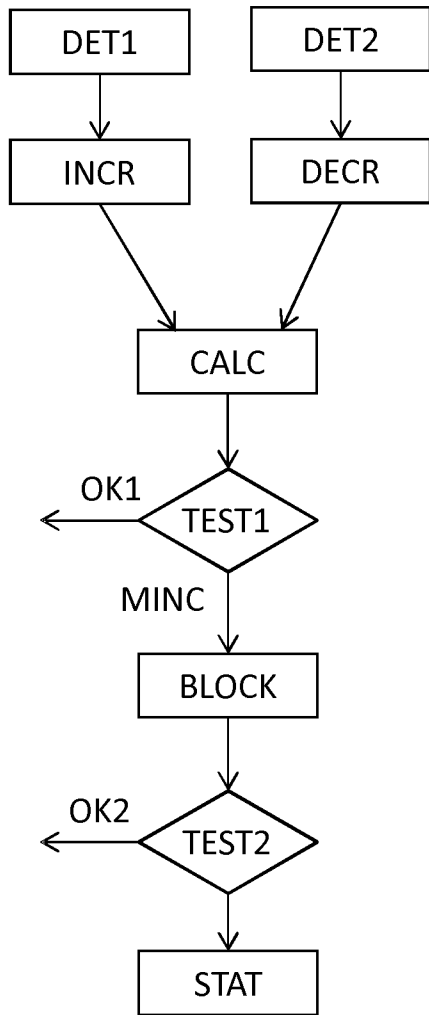 DET1
DET2
INCR
DECR
CALC
OK1
TEST1
MINC
BLOCK
OK2
TEST2
STAT